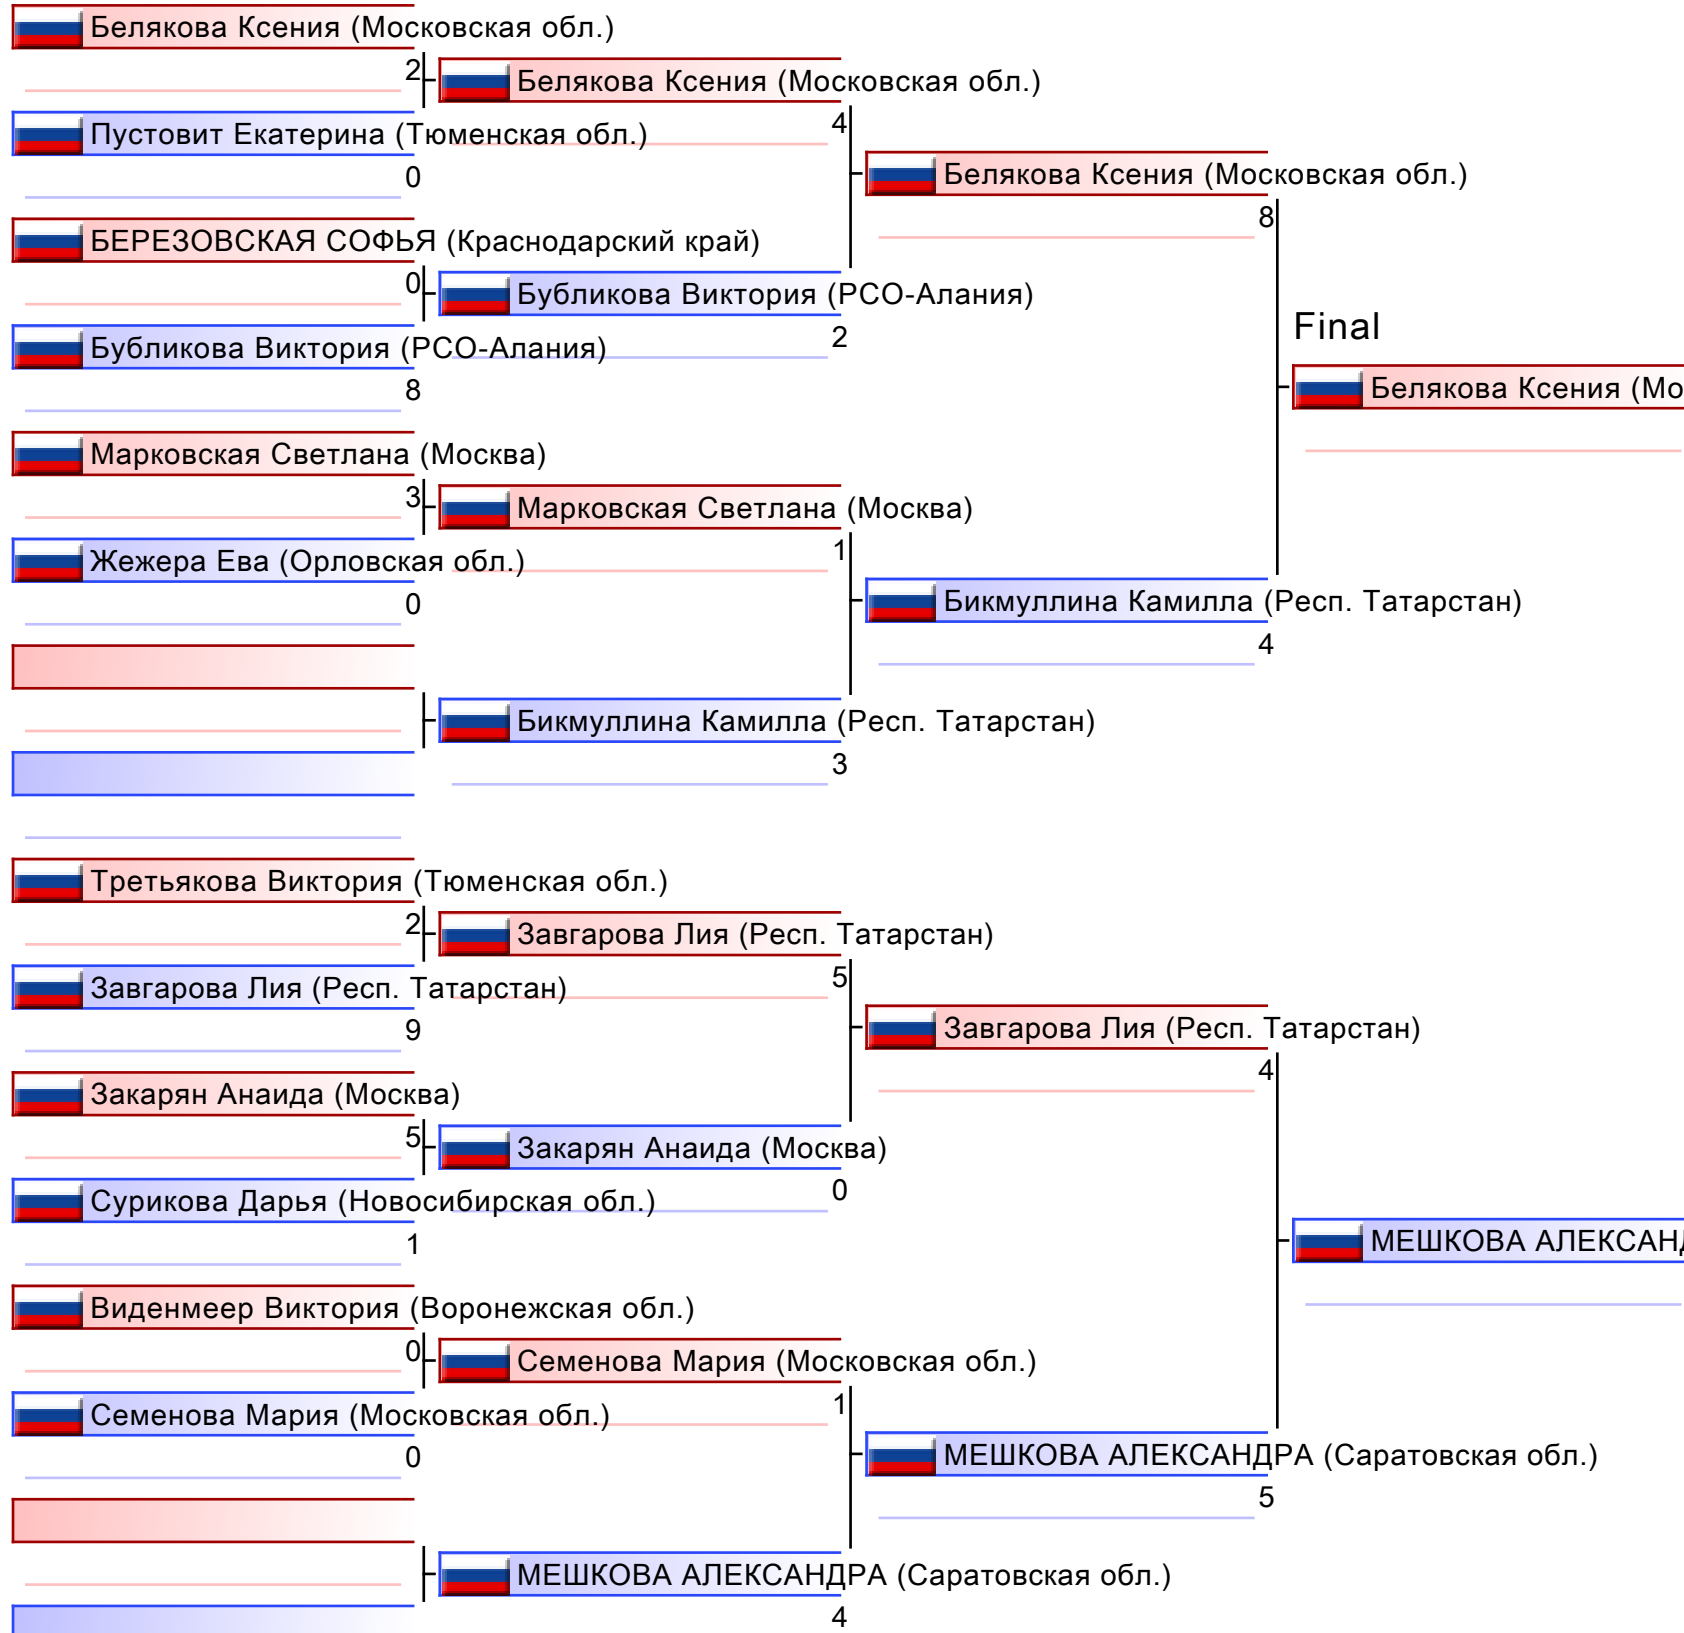 Белякова Ксения (Московская обл.)
2
Белякова Ксения (Московская обл.)
Пустовит Екатерина (Тюменская обл.)
4
0
Белякова Ксения (Московская обл.)
8
БЕРЕЗОВСКАЯ СОФЬЯ (Краснодарский край)
0
Бубликова Виктория (РСО-Алания)
Бубликова Виктория (РСО-Алания)
2
8
Final
Белякова Ксения (Мо
Марковская Светлана (Москва)
3
Марковская Светлана (Москва)
Жежера Ева (Орловская обл.)
1
0
Бикмуллина Камилла (Респ. Татарстан)
4
Бикмуллина Камилла (Респ. Татарстан)
3
Третьякова Виктория (Тюменская обл.)
2
Завгарова Лия (Респ. Татарстан)
Завгарова Лия (Респ. Татарстан)
5
9
Завгарова Лия (Респ. Татарстан)
4
Закарян Анаида (Москва)
5
Закарян Анаида (Москва)
Сурикова Дарья (Новосибирская обл.)
0
1
МЕШКОВА АЛЕКСАН
Виденмеер Виктория (Воронежская обл.)
0
Семенова Мария (Московская обл.)
Семенова Мария (Московская обл.)
1
0
МЕШКОВА АЛЕКСАНДРА (Саратовская обл.)
5
МЕШКОВА АЛЕКСАНДРА (Саратовская обл.)
4